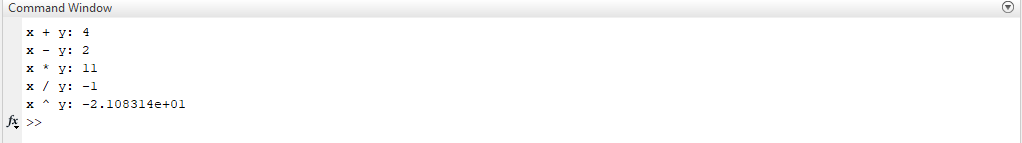 Command Window
x + y: 4
x - y: 2
x * y: 11
x / y: -1
x ^ y: -2.108314e+01
fx >>